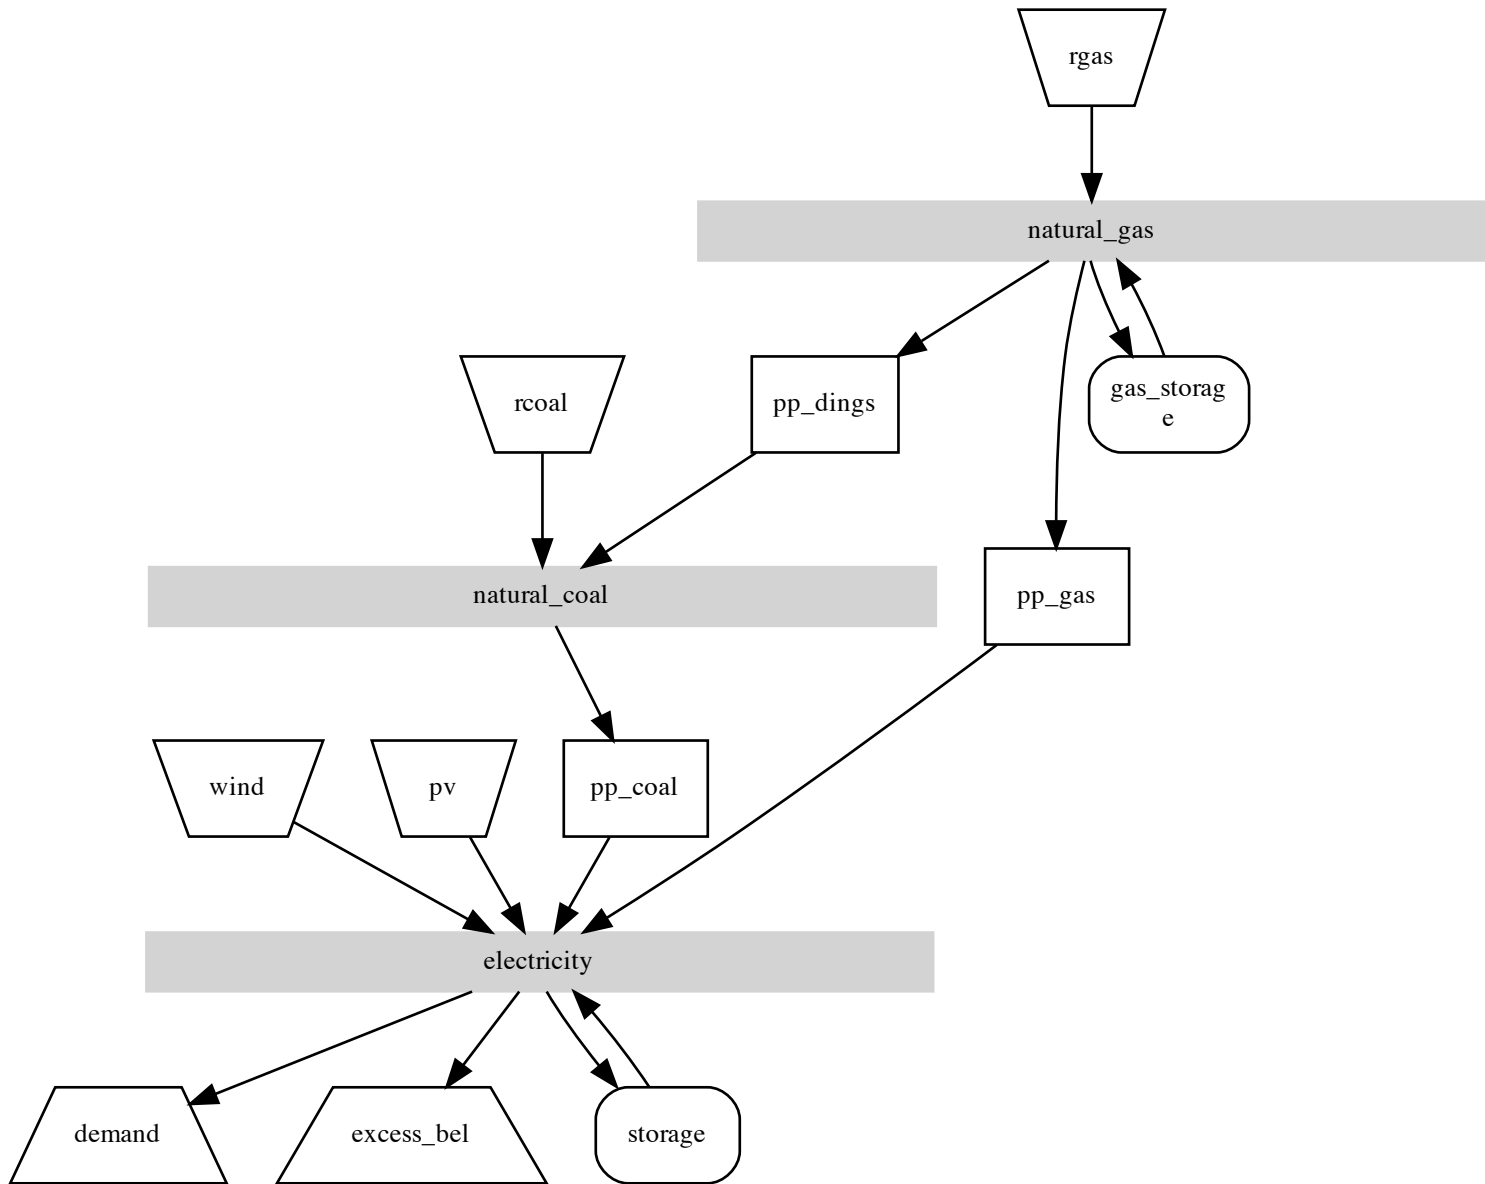 rgas
natural_gas
rcoal
pp_dings
gas_storag
e
natural_coal
pp_gas
wind
pv
pp_coal
electricity
demand
excess_bel
storage